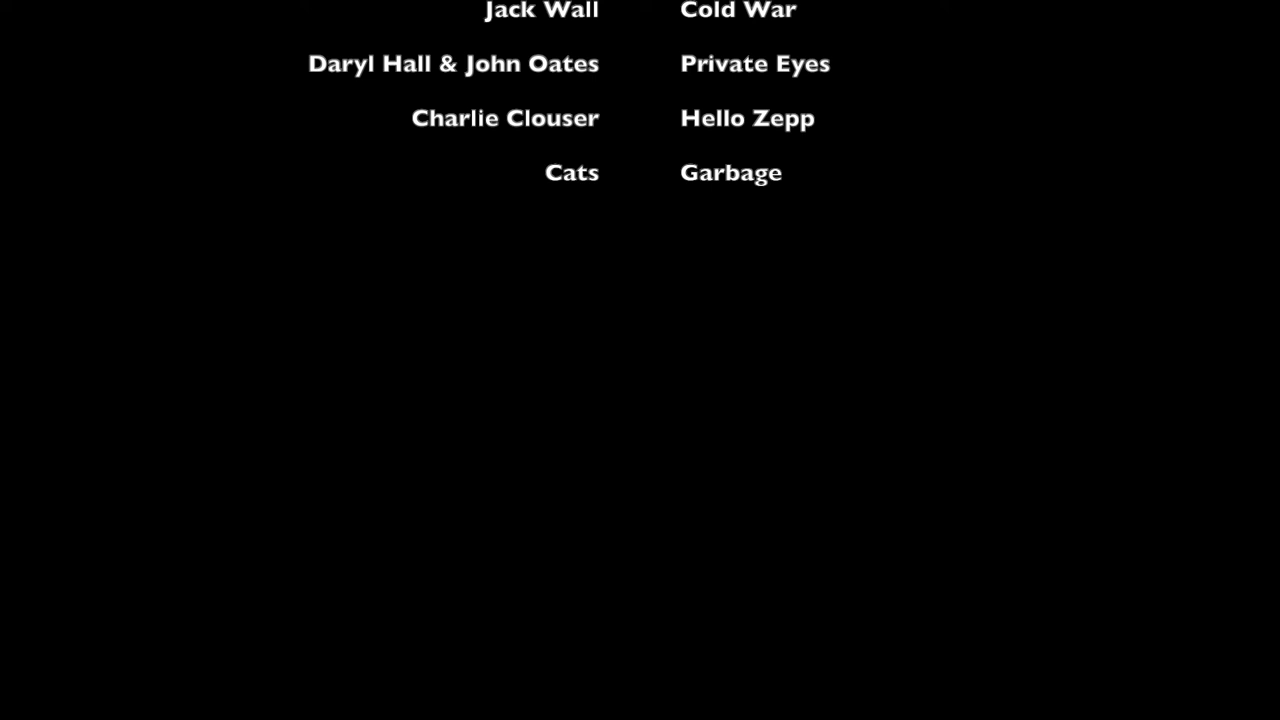 Jack Wall Cold War
Daryl Hall & John Oates Private Eyes
Charlie Clouser Hello Zepp
Cats Garbage